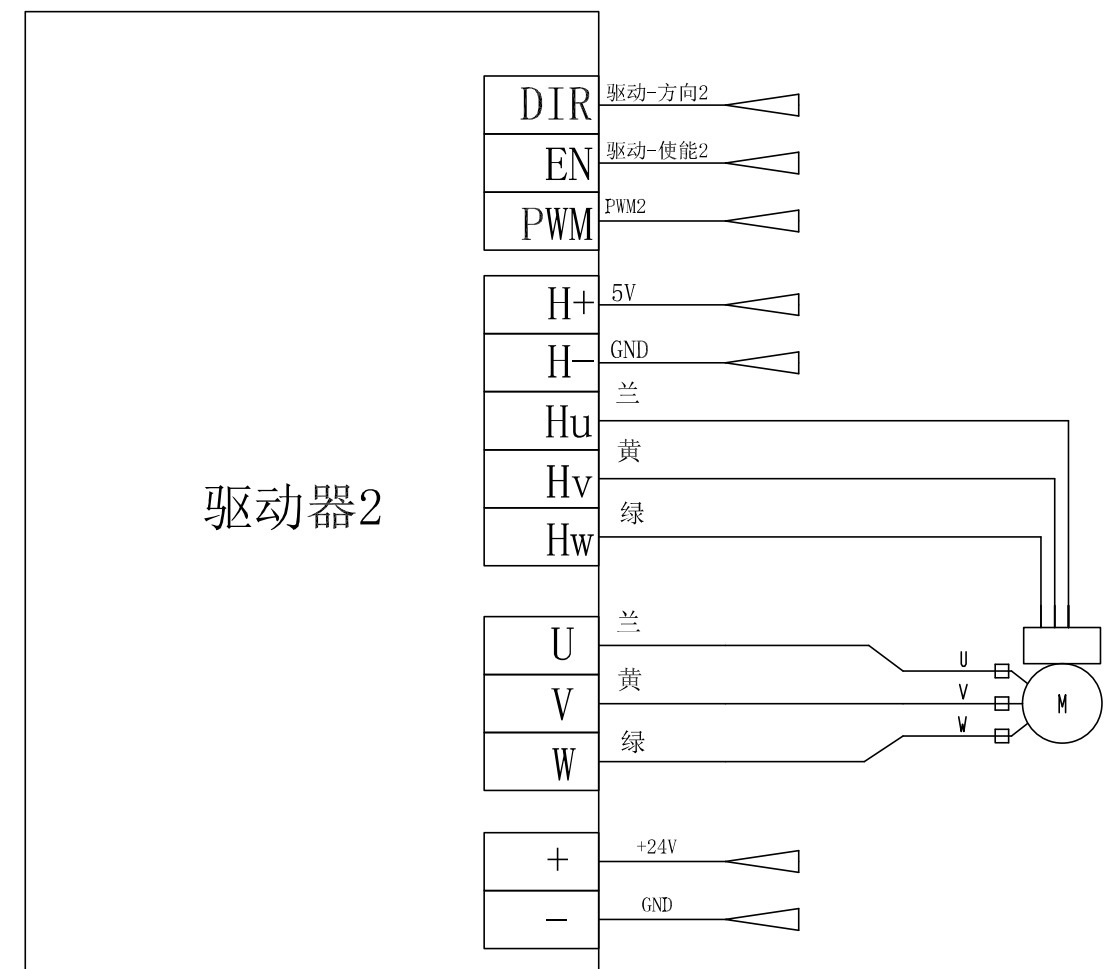 DIR 驱动-方向2
EN 驱动-使能2
PWM PWM2
H+ 5V
H- GND
Hu 兰
Hv 黄
Hw 绿
驱动器2
U 兰 U
V 黄 V M
W 绿 W
+ +24V
- GND